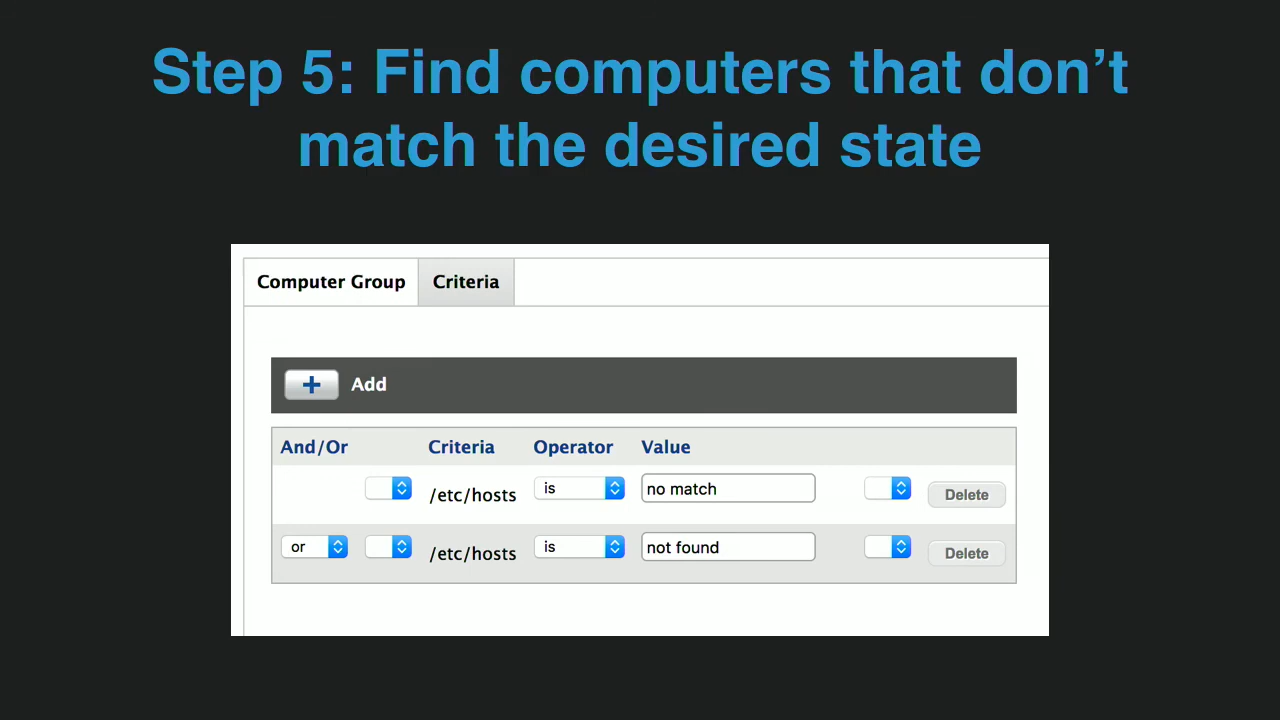 Step 5: Find computers that don’t
match the desired state
Computer Group Criteria
Add
And/Or Criteria Operator Value
/etc/hosts is no match Delete
or /etc/hosts is not found Delete